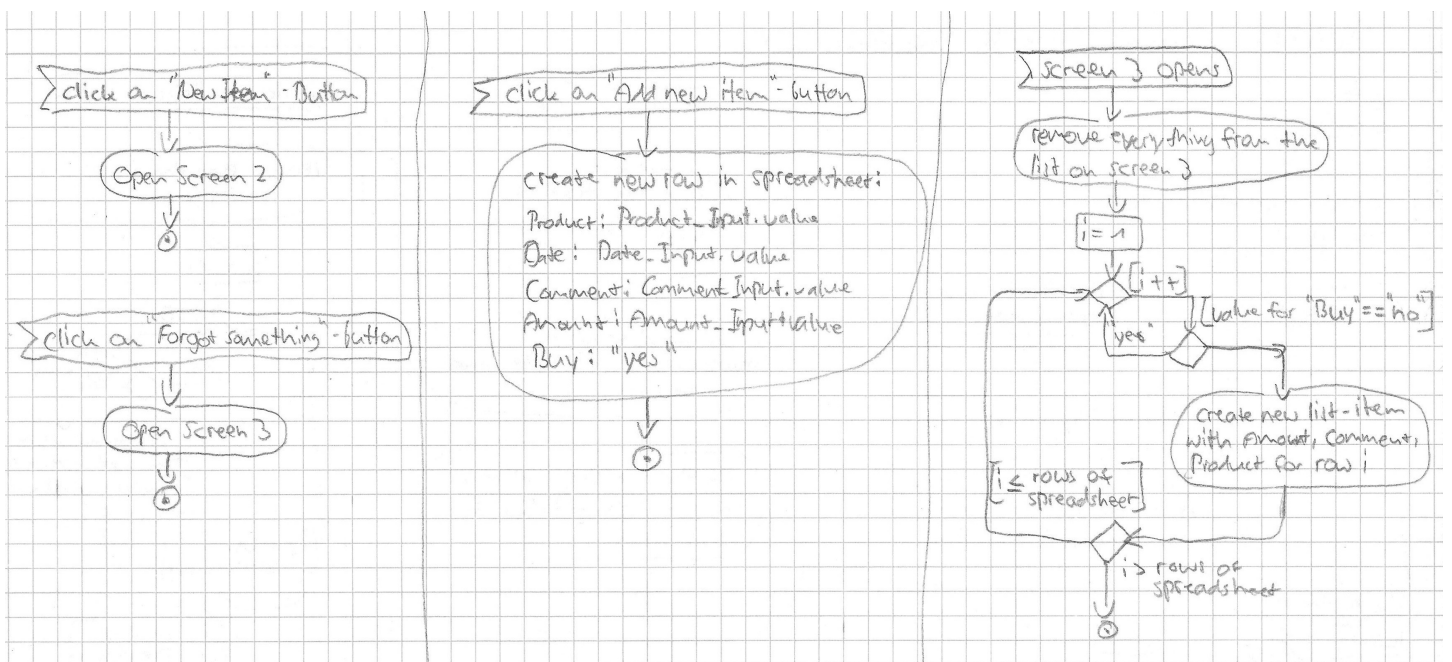 click on "New Item"-Button
Open Screen 2
click on "Forgot something"-button
Open Screen 3
click on "Add new item"-button
create new row in spreadsheet:
Product: Product_Input.value
Date: Date_Input.value
Comment: Comment_Input.value
Amount: Amount_Input.value
Buy: "yes"
screen 3 opens
remove everything from the
list on screen 3
i = 1
[i++]
[value for "Buy"=="no"]
"yes"
create new list-item
with Amount, Comment,
Product for row i
[i ≤ rows of
spreadsheet]
i > rows of
spreadsheet